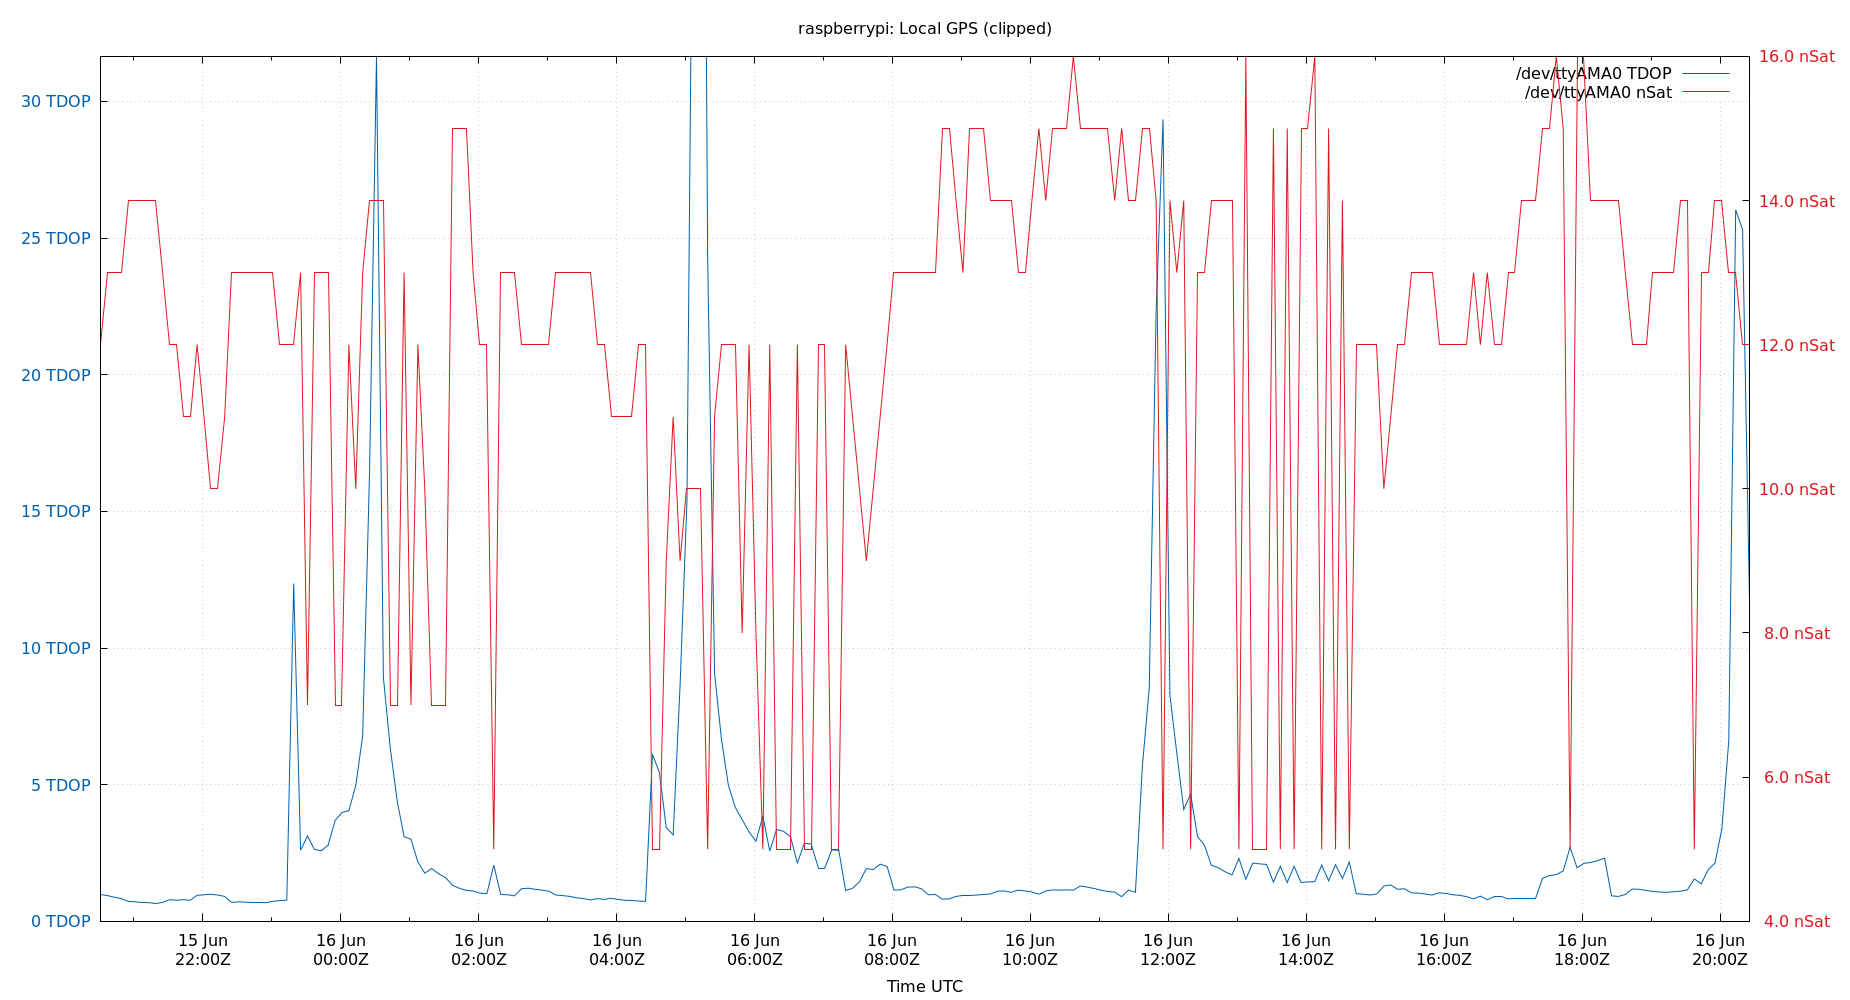 raspberrypi: Local GPS (clipped)
/dev/ttyAMA0 TDOP
/dev/ttyAMA0 nSat
30 TDOP
25 TDOP
20 TDOP
15 TDOP
10 TDOP
5 TDOP
0 TDOP
16.0 nSat
14.0 nSat
12.0 nSat
10.0 nSat
8.0 nSat
6.0 nSat
4.0 nSat
15 Jun
22:00Z
16 Jun
00:00Z
16 Jun
02:00Z
16 Jun
04:00Z
16 Jun
06:00Z
16 Jun
08:00Z
16 Jun
10:00Z
16 Jun
12:00Z
16 Jun
14:00Z
16 Jun
16:00Z
16 Jun
18:00Z
16 Jun
20:00Z
Time UTC